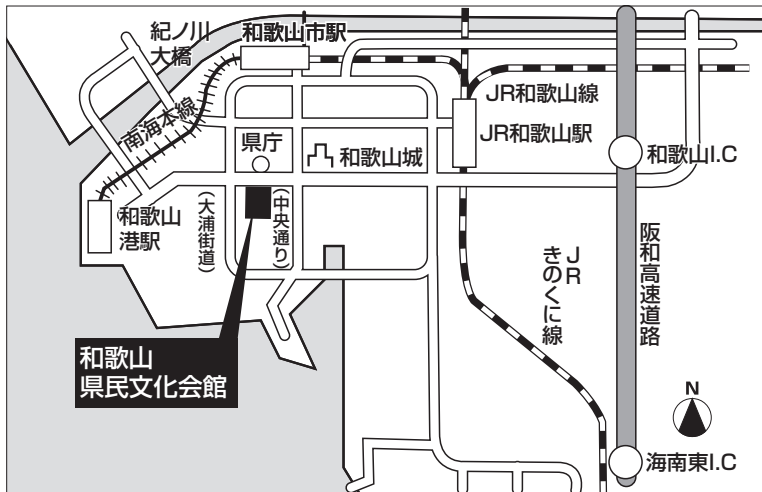 紀ノ川
大橋
和歌山市駅
南海本線
JR和歌山線
JR和歌山駅
県庁
和歌山城
和歌山I.C
和歌山
港駅
(大浦街道)
(中央通り)
JR
きのくに線
阪和高速道路
和歌山
県民文化会館
N
海南東I.C